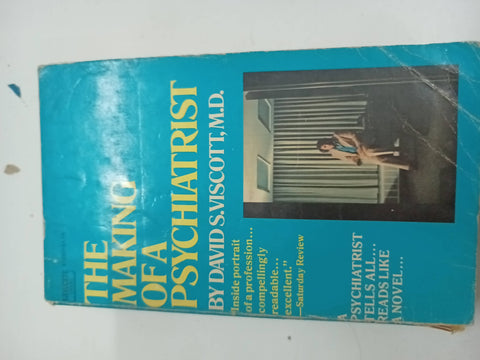 THE
MAKING
OF A
PSYCHIATRIST
BY DAVID S. VISCOTT, M.D.
"Inside portrait
of a profession...
compellingly
readable...
excellent."
—Saturday Review
A
PSYCHIATRIST
TELLS ALL...
READS LIKE
A NOVEL...